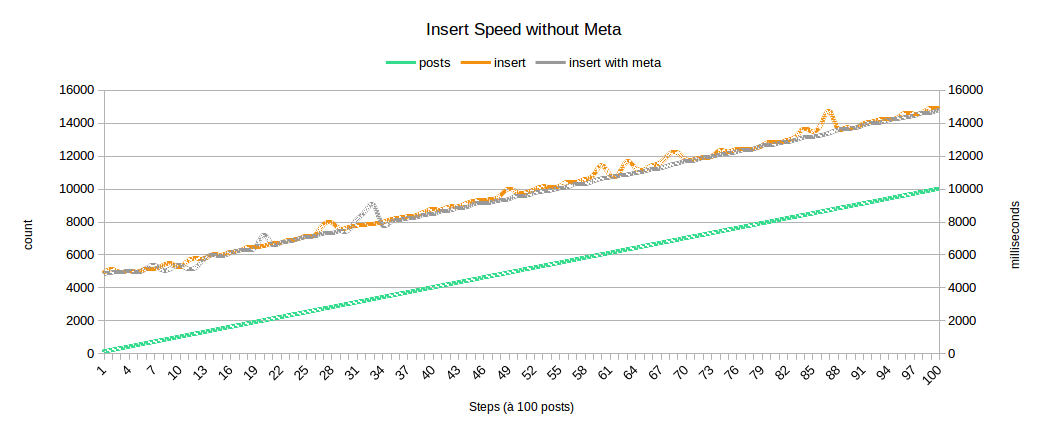 Insert Speed without Meta
posts insert insert with meta
16000 16000
14000 14000
12000 12000
10000 10000
8000 8000
6000 6000
4000 4000
2000 2000
0 0
count
milliseconds
1 4 7 10 13 16 19 22 25 28 31 34 37 40 43 46 49 52 55 58 61 64 67 70 73 76 79 82 85 88 91 94 97 100
Steps (à 100 posts)